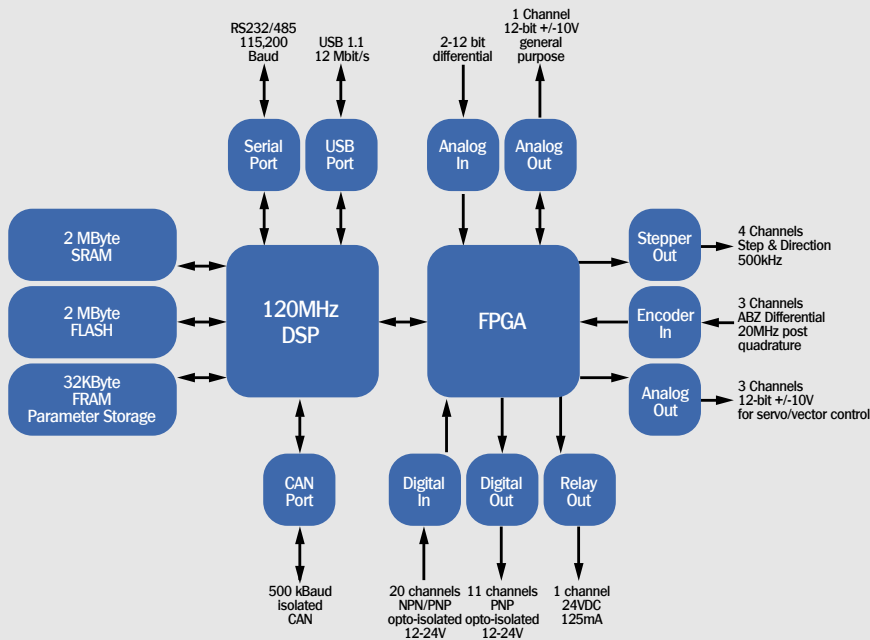 RS232/485
115,200
Baud
USB 1.1
12 Mbit/s
2-12 bit
differential
1 Channel
12-bit +/-10V
general
purpose
Serial
Port
USB
Port
Analog
In
Analog
Out
2 MByte
SRAM
2 MByte
FLASH
32KByte
FRAM
Parameter Storage
120MHz
DSP
FPGA
Stepper
Out
4 Channels
Step & Direction
500kHz
Encoder
In
3 Channels
ABZ Differential
20MHz post
quadrature
Analog
Out
3 Channels
12-bit +/-10V
for servo/vector control
CAN
Port
Digital
In
Digital
Out
Relay
Out
500 kBaud
isolated
CAN
20 channels
NPN/PNP
opto-isolated
12-24V
11 channels
PNP
opto-isolated
12-24V
1 channel
24VDC
125mA